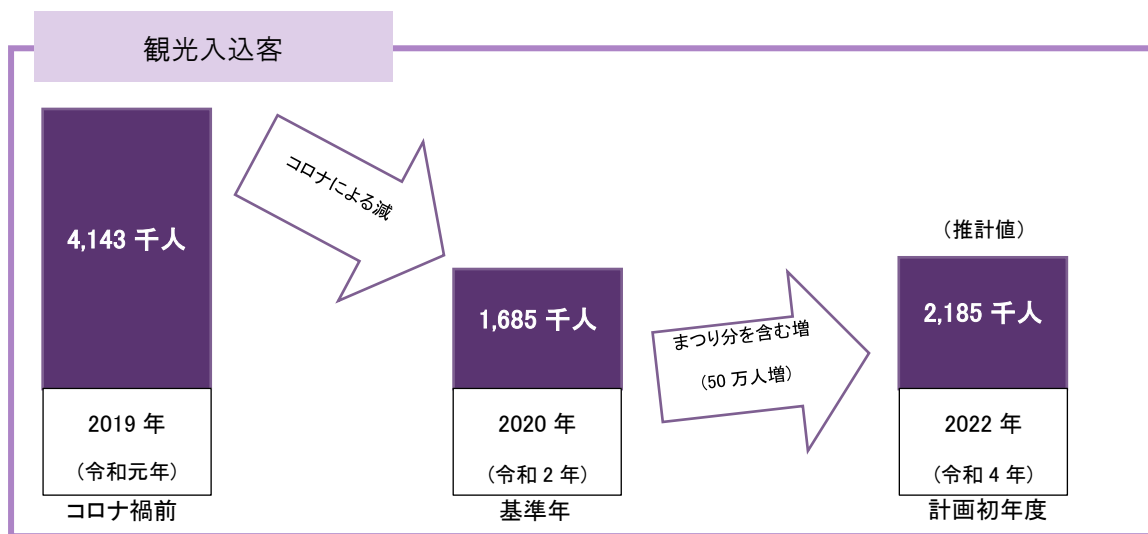 観光入込客
コロナによる減
4,143 千人
（推計値）
1,685 千人
まつり分を含む増
（50 万人増）
2,185 千人
2019 年
（令和元年）
コロナ禍前
2020 年
（令和 2 年）
基準年
2022 年
（令和 4 年）
計画初年度